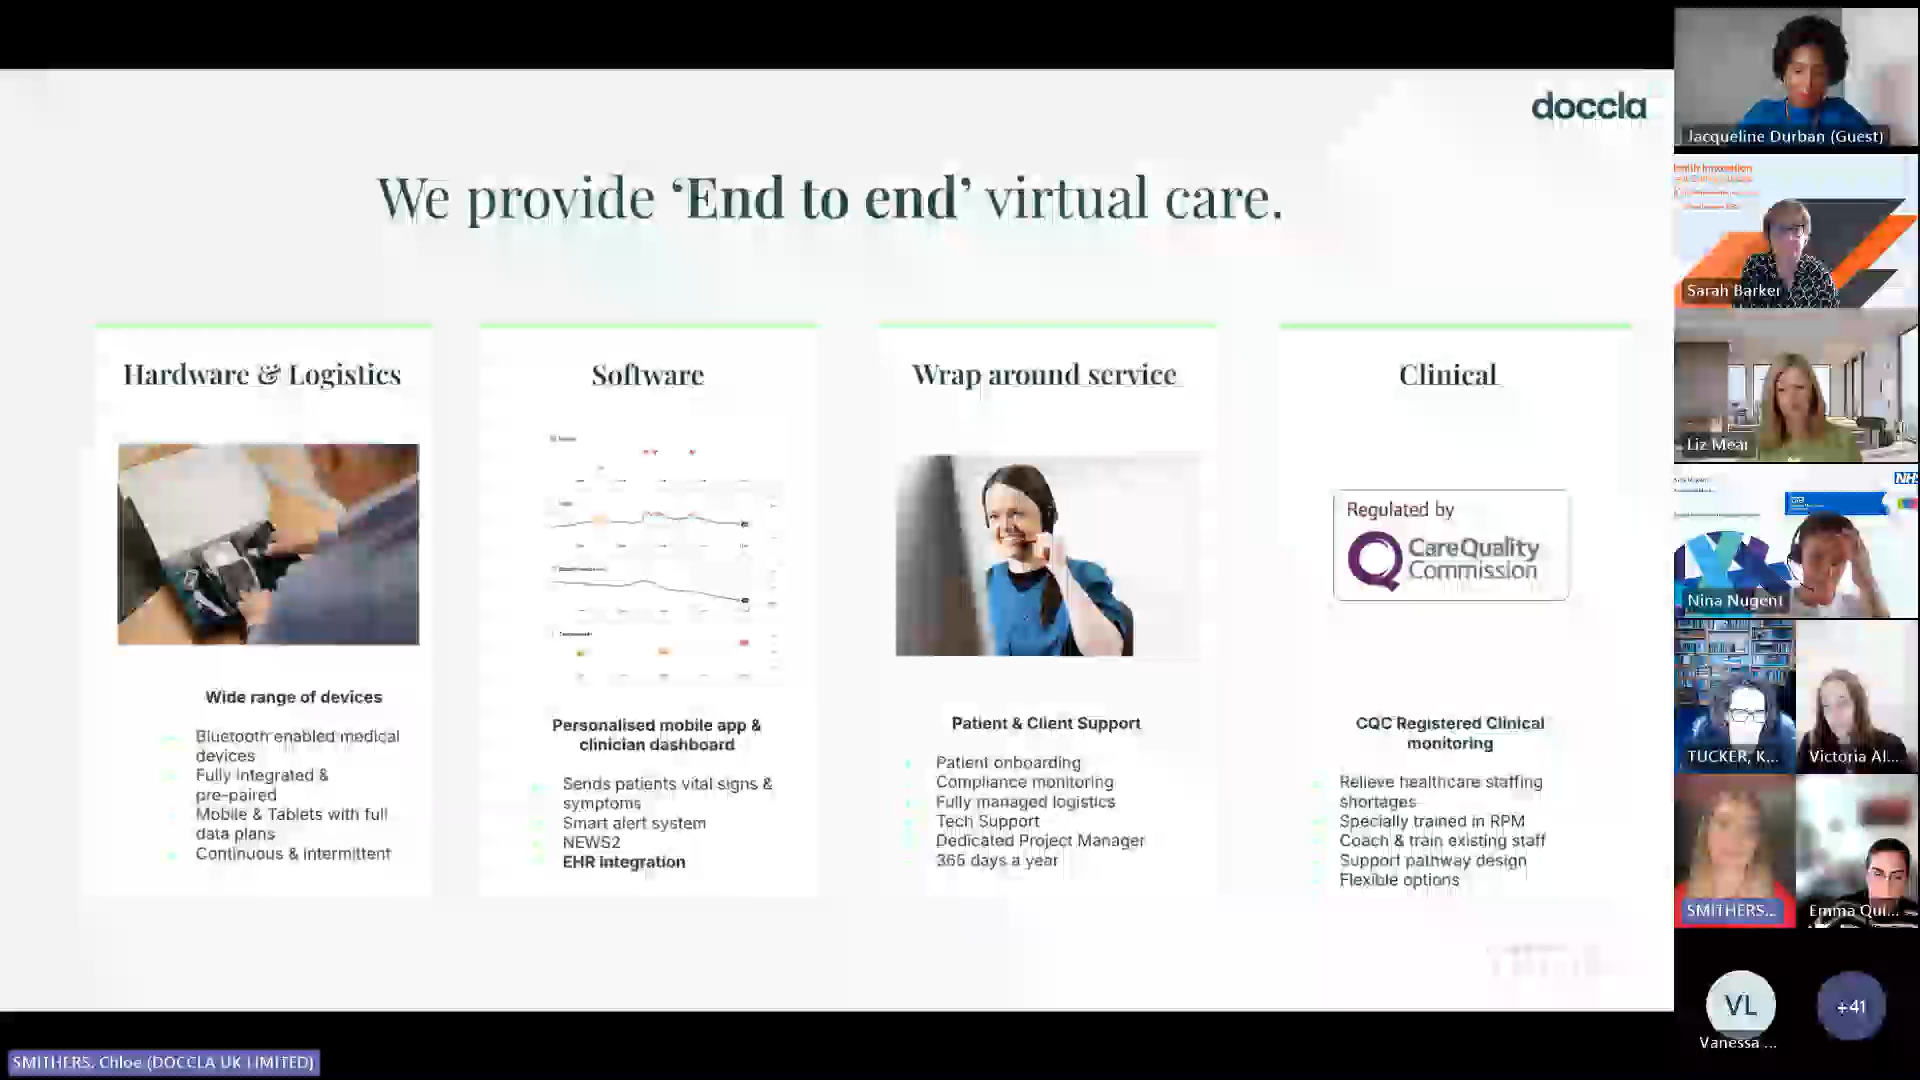 doccla
We provide ‘End to end’ virtual care.
Hardware & Logistics
Wide range of devices
Bluetooth enabled medical
devices
Fully integrated &
pre-paired
Mobile & Tablets with full
data plans
Continuous & intermittent
Software
Personalised mobile app &
clinician dashboard
Sends patients vital signs &
symptoms
Smart alert system
NEWS2
EHR integration
Wrap around service
Patient & Client Support
Patient onboarding
Compliance monitoring
Fully managed logistics
Tech Support
Dedicated Project Manager
365 days a year
Clinical
Regulated by
CareQuality
Commission
CQC Registered Clinical
monitoring
Relieve healthcare staffing
shortages
Specially trained in RPM
Coach & train existing staff
Support pathway design
Flexible options
Jacqueline Durban (Guest)
Sarah Barker
Liz Mear
NHS
Nina Nugent
TUCKER, K...
Victoria Al...
SMITHERS...
Emma Qui...
VL
Vanessa ...
+41
SMITHERS, Chloe (DOCCLA UK LIMITED)